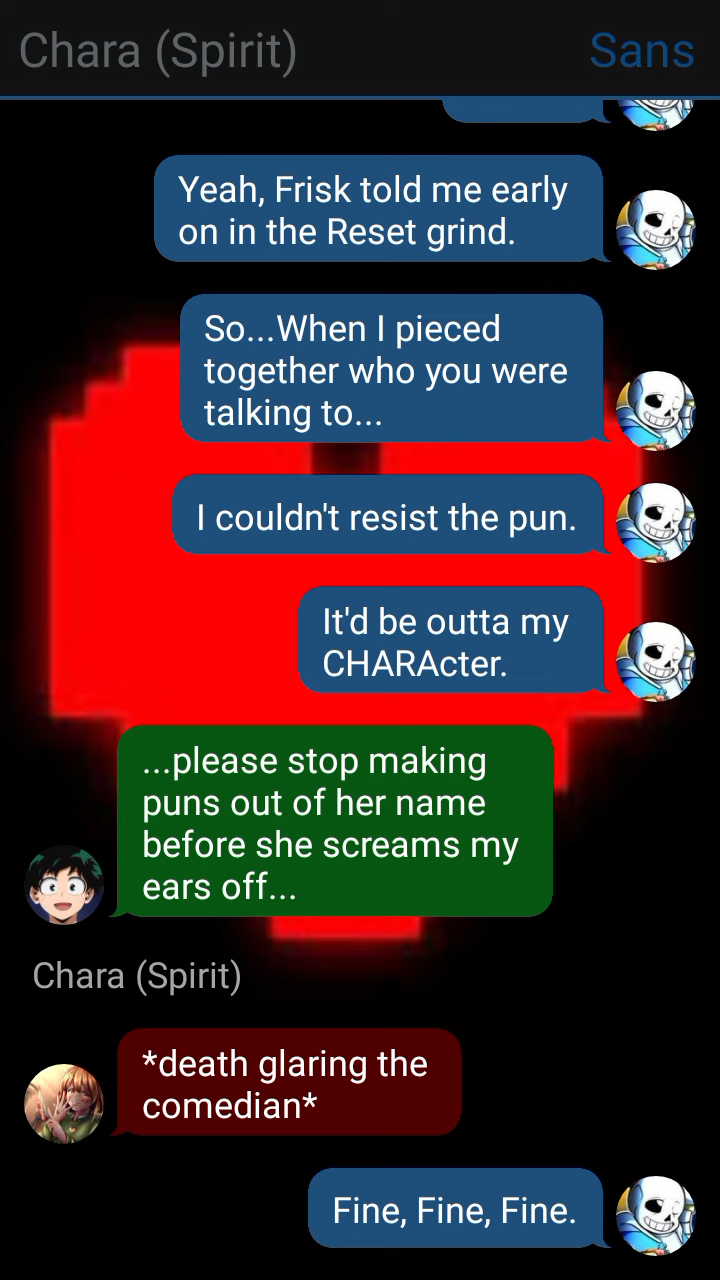 Chara (Spirit) Sans
Yeah, Frisk told me early
on in the Reset grind.
So...When I pieced
together who you were
talking to...
I couldn't resist the pun.
It'd be outta my
CHARActer.
...please stop making
puns out of her name
before she screams my
ears off...
Chara (Spirit)
*death glaring the
comedian*
Fine, Fine, Fine.